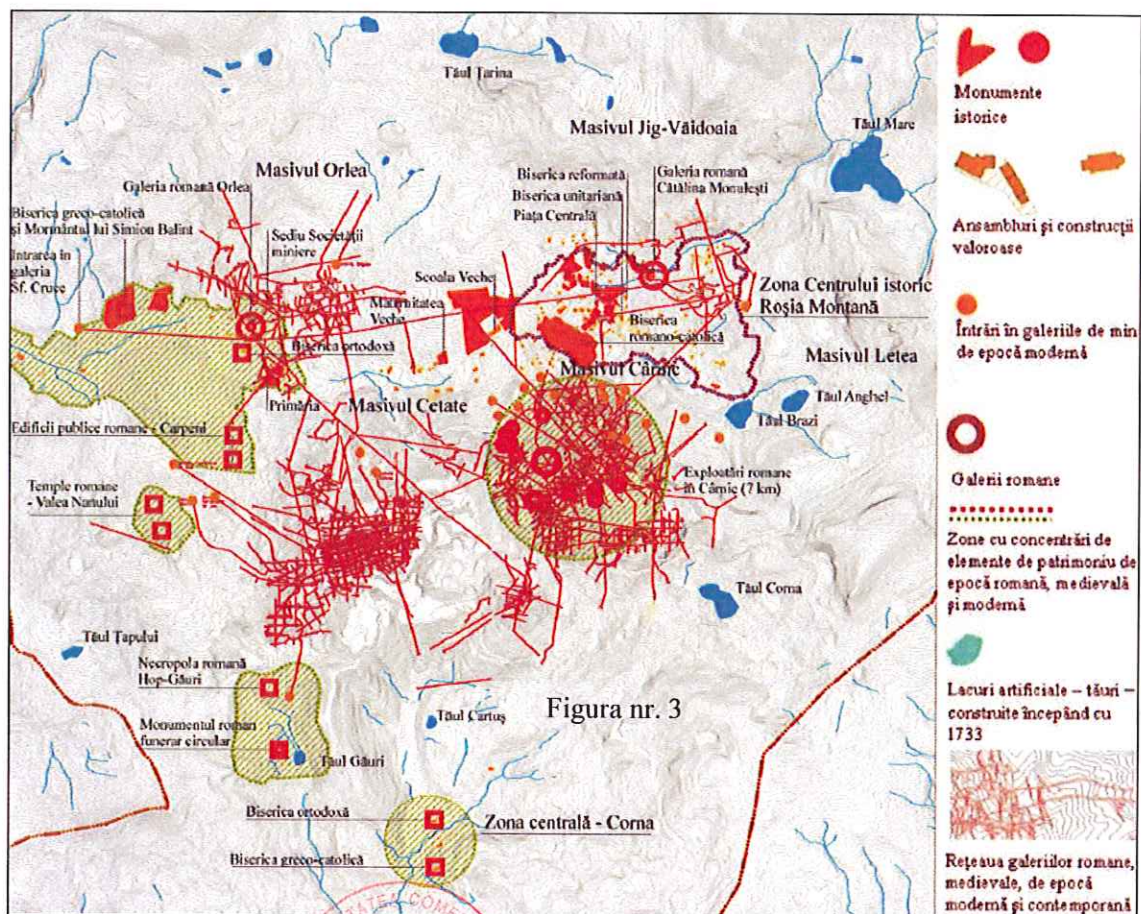 Tăul Țarina
Masivul Jig-Văidoaia
Tăul Mare
Masivul Orlea
Galeria romană Orlea
Biserica reformată
Biserica unitariană
Piața Centrală
Galeria romană
Cătălina Monulești
Biserica greco-catolică
și Mormântul lui Simion Balint
Sediu Societății
miniere
Intrarea în
galeria
Sf. Cruce
Școala Veche
Maternitatea
Veche
Zona Centrului istoric
Roșia Montană
Biserica ortodoxă
Biserica
romano-catolică
Masivul Cârnic
Masivul Letea
Primăria
Masivul Cetate
Tăul Anghel
Tăul Brazi
Edificii publice romane - Carpeni
Exploatări romane
în Cârnic (7 km)
Temple romane
- Valea Nanului
Tăul Corna
Tăul Țapului
Necropola romană
Hop-Găuri
Monumentul roman
funerar circular
Tăul Găuri
Tăul Cartuș
Figura nr. 3
Biserica ortodoxă
Zona centrală - Corna
Biserica greco-catolică
Monumente
istorice
Ansambluri și construcții
valoroase
Întrări în galeriile de min
de epocă modernă
Galerii romane
Zone cu concentrări de
elemente de patrimoniu de
epocă romană, medievală
și modernă
Lacuri artificiale – tăuri –
construite începând cu
1733
Rețeaua galeriilor romane,
medievale, de epocă
modernă și contemporană